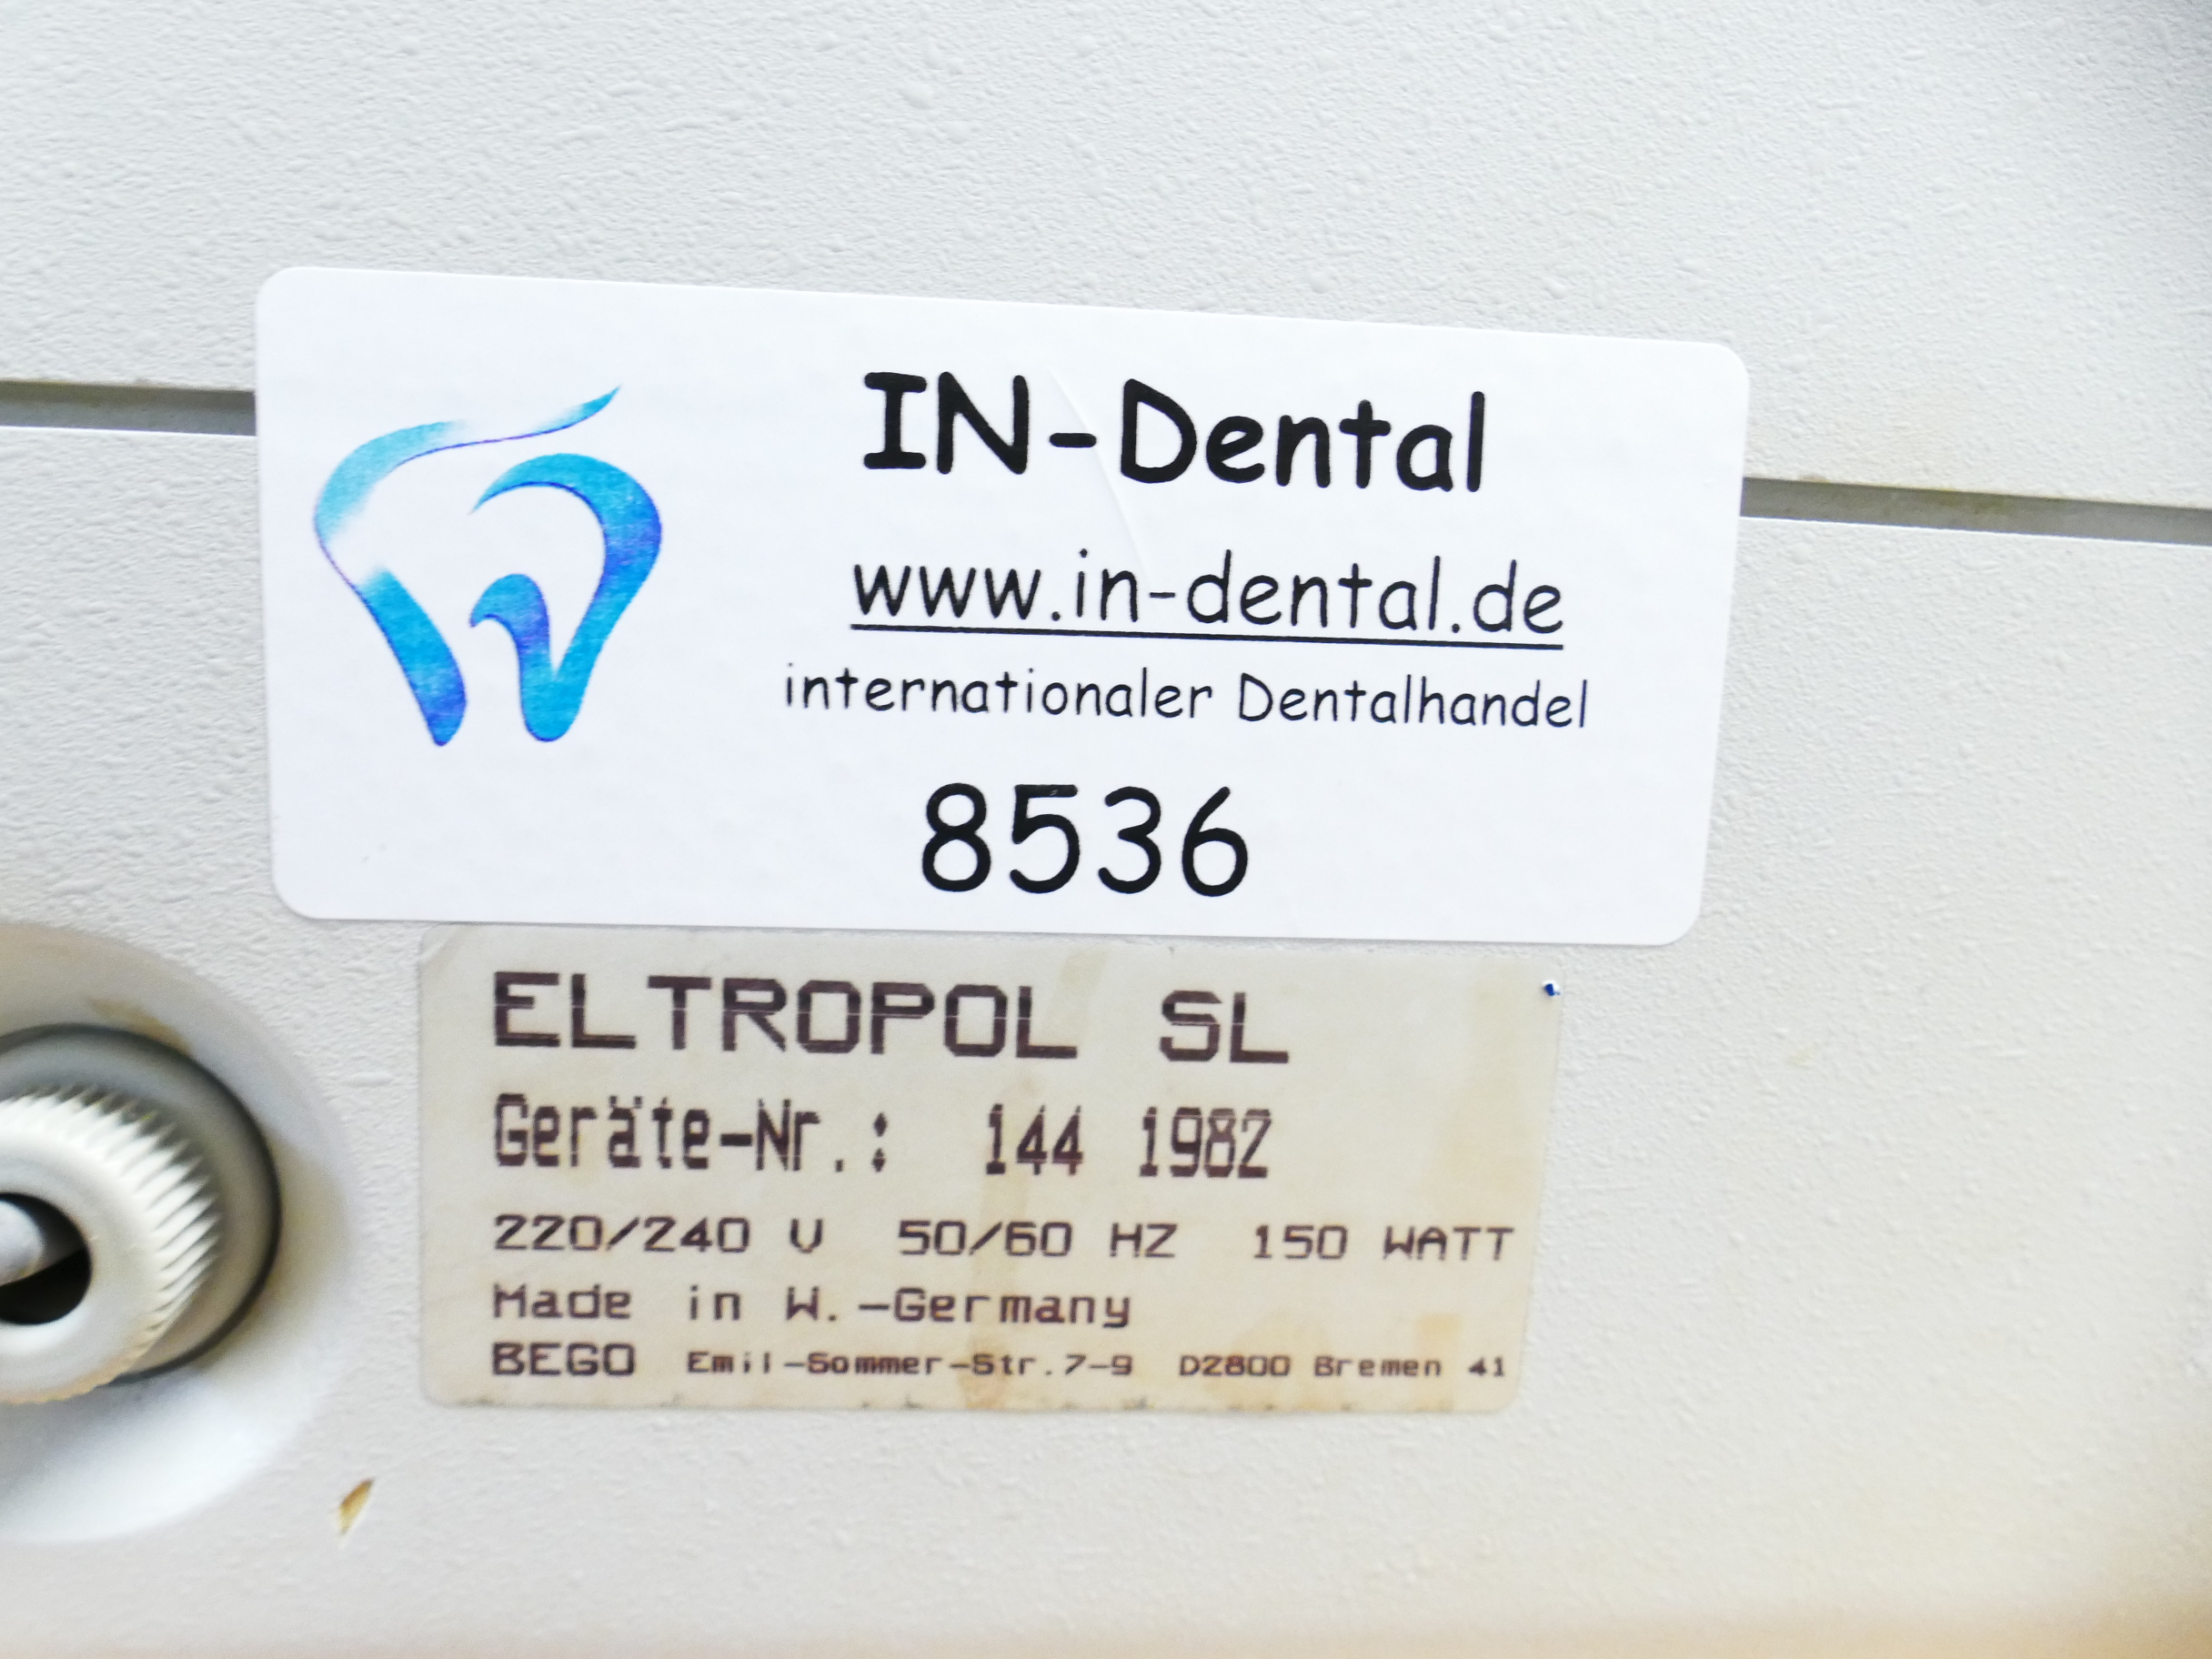 IN-Dental
www.in-dental.de
internationaler Dentalhandel
8536
ELTROPOL SL
Geräte-Nr.: 144 1982
220/240 V 50/60 HZ 150 WATT
Made in W.-Germany
BEGO Emil-Sommer-Str.7-9 D2800 Bremen 41